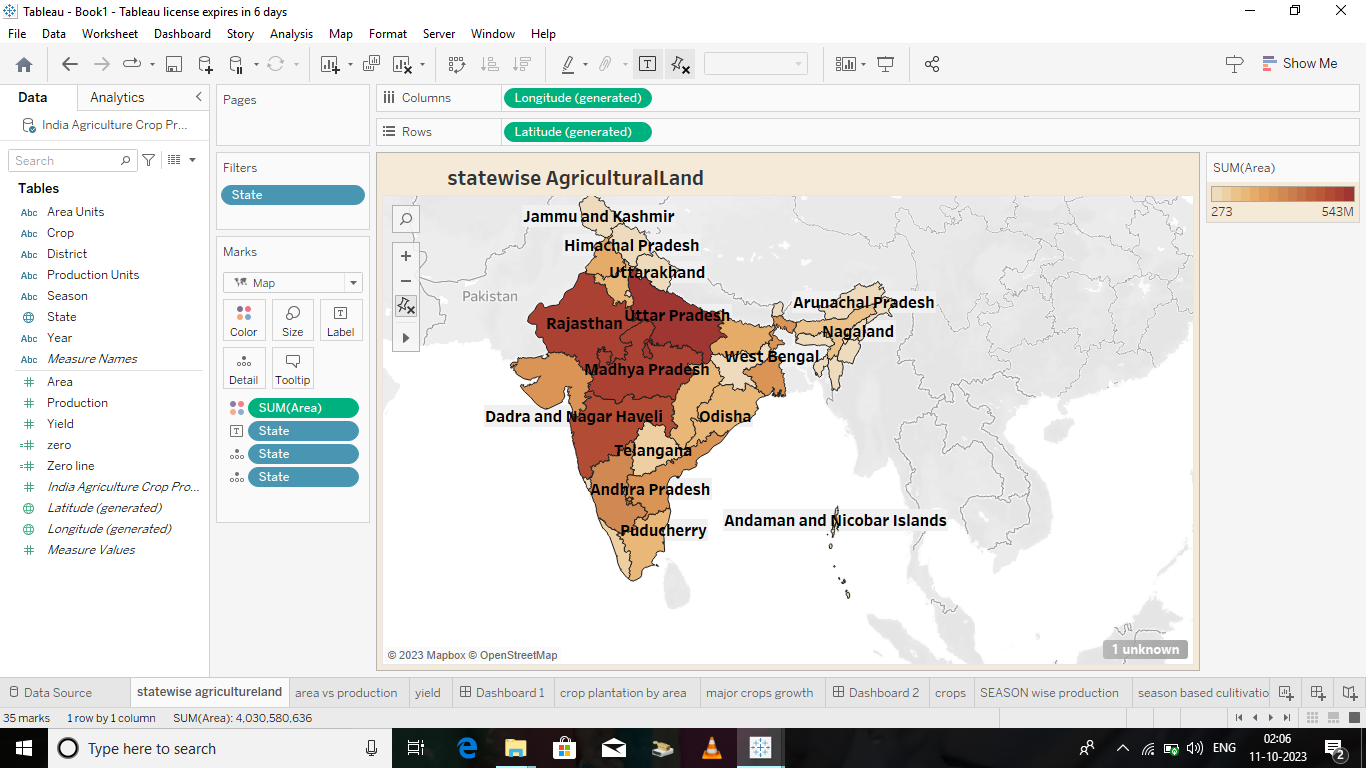 Tableau - Book1 - Tableau license expires in 6 days
File Data Worksheet Dashboard Story Analysis Map Format Server Window Help
Show Me
Data Analytics
India Agriculture Crop Pr...
Search
Tables
Abc Area Units
Abc Crop
Abc District
Abc Production Units
Abc Season
State
Abc Year
Abc Measure Names
Area
Production
Yield
zero
Zero line
India Agriculture Crop Pro...
Latitude (generated)
Longitude (generated)
Measure Values
Pages
Filters
State
Marks
Map
Color Size Label
Detail Tooltip
SUM(Area)
State
State
State
Columns Longitude (generated)
Rows Latitude (generated)
statewise AgriculturalLand
Jammu and Kashmir
Himachal Pradesh
Uttarakhand
Pakistan
Arunachal Pradesh
Uttar Pradesh
Rajasthan
Nagaland
West Bengal
Madhya Pradesh
Dadra and Nagar Haveli
Odisha
Telangana
Andhra Pradesh
Andaman and Nicobar Islands
Puducherry
© 2023 Mapbox © OpenStreetMap
1 unknown
SUM(Area)
273 543M
Data Source statewise agricultureland area vs production yield Dashboard 1 crop plantation by area major crops growth Dashboard 2 crops SEASON wise production season based cultivatio
35 marks 1 row by 1 column SUM(Area): 4,030,580,636
Type here to search
ENG
02:06
11-10-2023
2